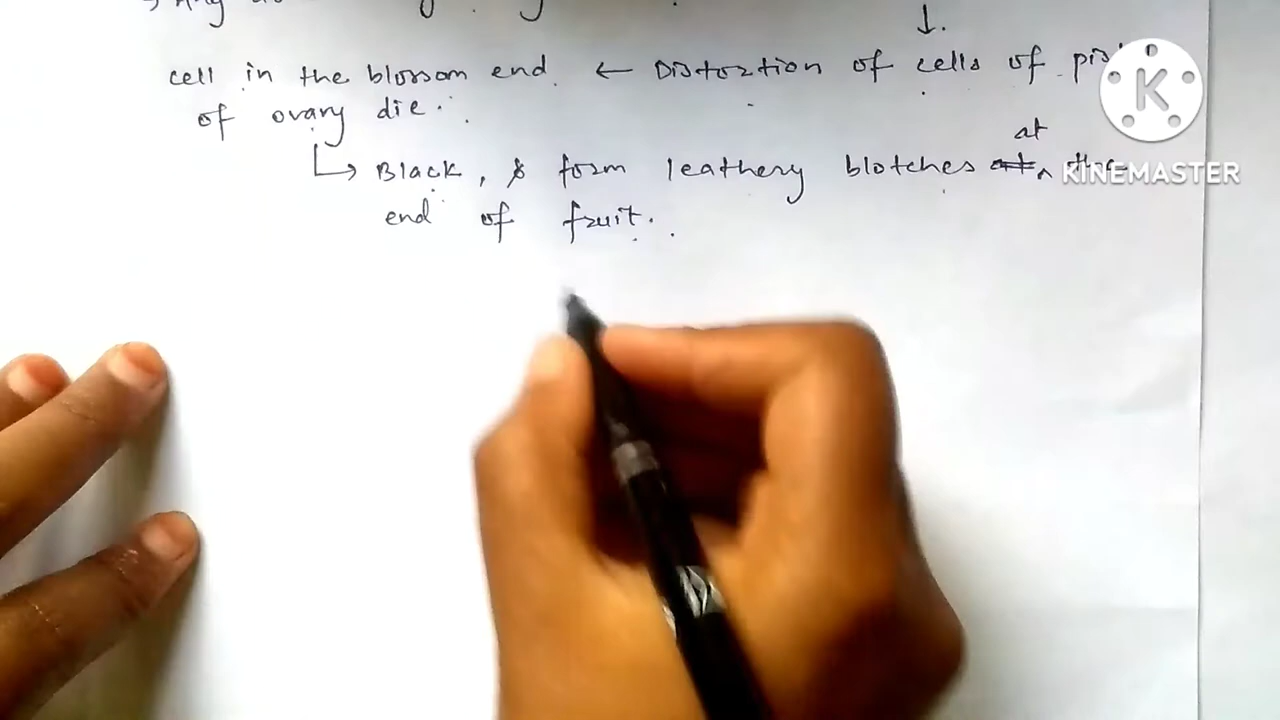 cell in the blossom end ← Distortion of cells of
of ovary die.
at
Black, & form leathery blotches the
end of fruit.
K
KINEMASTER